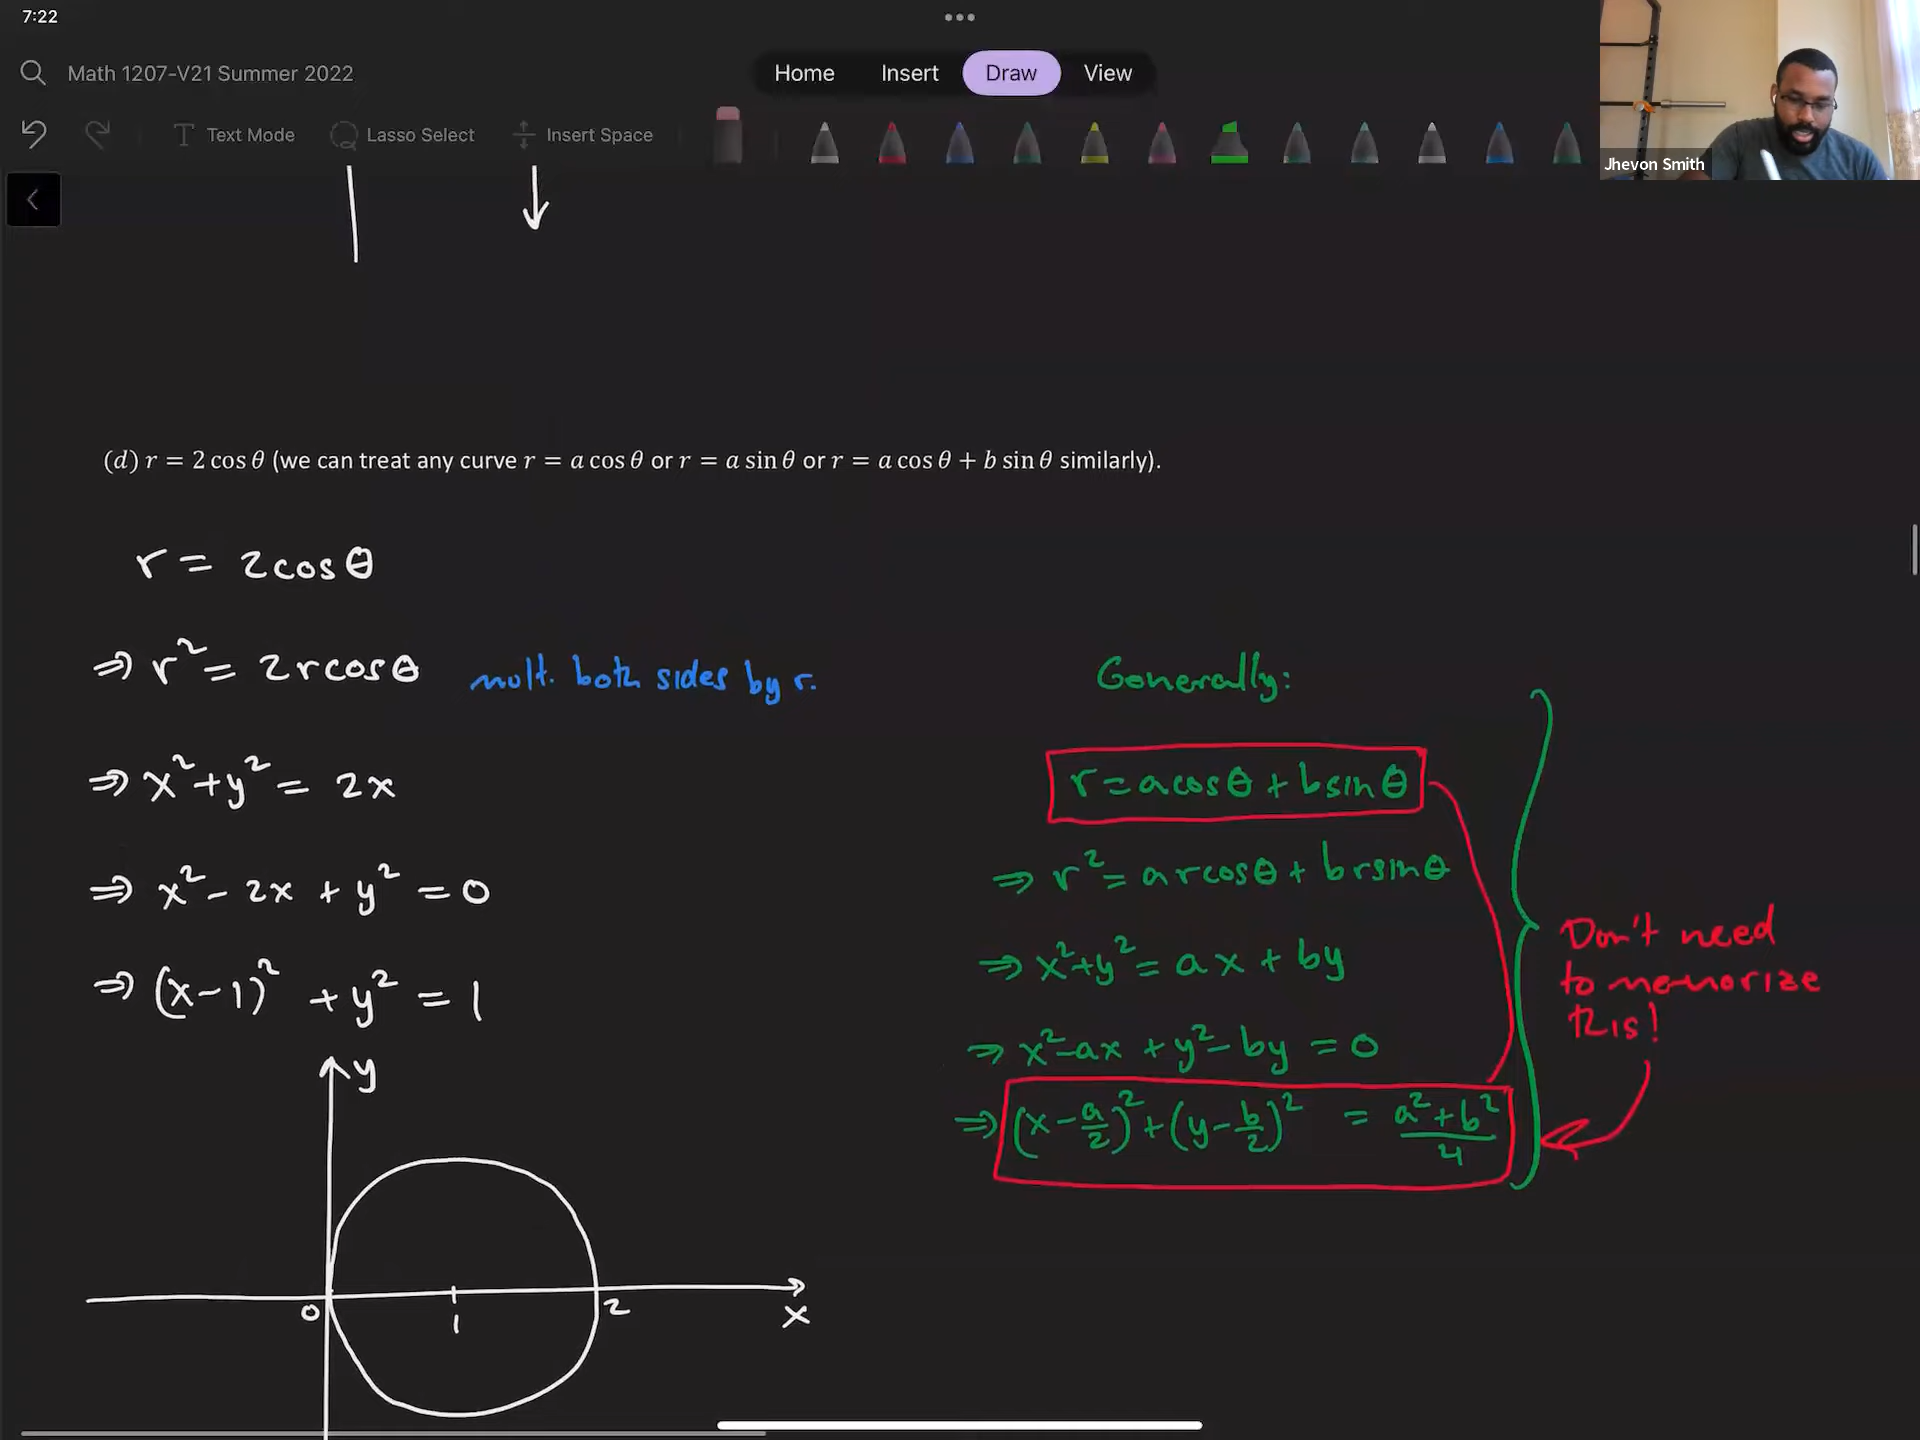 7:22
Math 1207-V21 Summer 2022
Home Insert Draw View
Text Mode Lasso Select Insert Space
Jhevon Smith
(d) r = 2 cos θ (we can treat any curve r = a cos θ or r = a sin θ or r = a cos θ + b sin θ similarly).
r = 2cosθ
⇒ r² = 2rcosθ mult. both sides by r.
⇒ x² + y² = 2x
⇒ x² - 2x + y² = 0
⇒ (x-1)² + y² = 1
y
0 1 2 x
Generally:
r = acosθ + bsinθ
⇒ r² = arcosθ + brsinθ
⇒ x² + y² = ax + by
⇒ x² - ax + y² - by = 0
⇒ (x - a/2)² + (y - b/2)² = (a² + b²)/4
Don't need
to memorize
this!